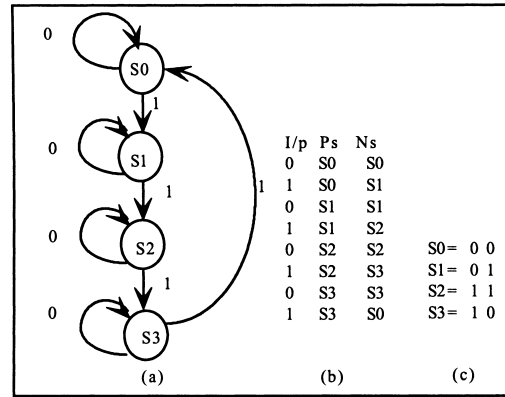 0
S0
1
0
S1
1
0
S2
1
0
S3
1
(a)
I/p Ps Ns
0 S0 S0
1 S0 S1
0 S1 S1
1 S1 S2
0 S2 S2
1 S2 S3
0 S3 S3
1 S3 S0
(b)
S0= 0 0
S1= 0 1
S2= 1 1
S3= 1 0
(c)